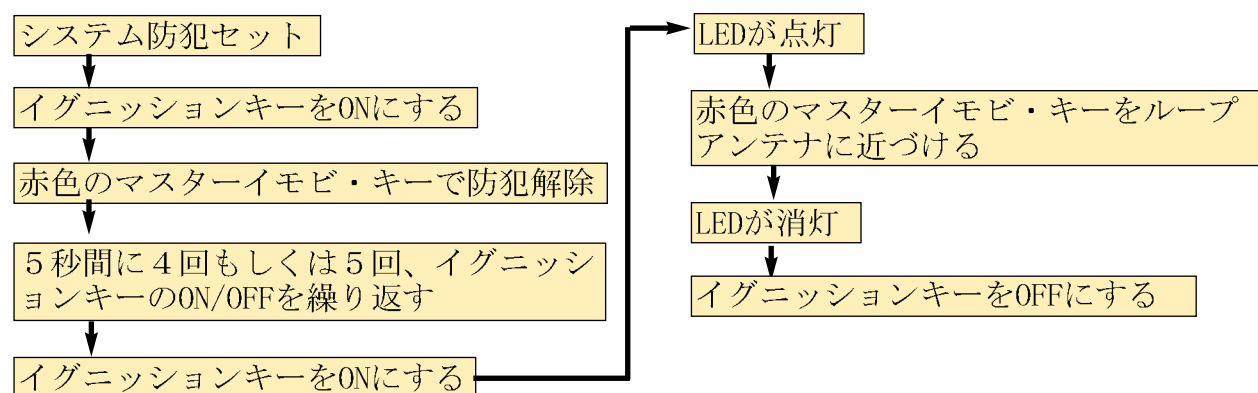 システム防犯セット
イグニッションキーをONにする
赤色のマスターイモビ・キーで防犯解除
５秒間に４回もしくは５回、イグニッシ
ョンキーのON/OFFを繰り返す
イグニッションキーをONにする
LEDが点灯
赤色のマスターイモビ・キーをループ
アンテナに近づける
LEDが消灯
イグニッションキーをOFFにする